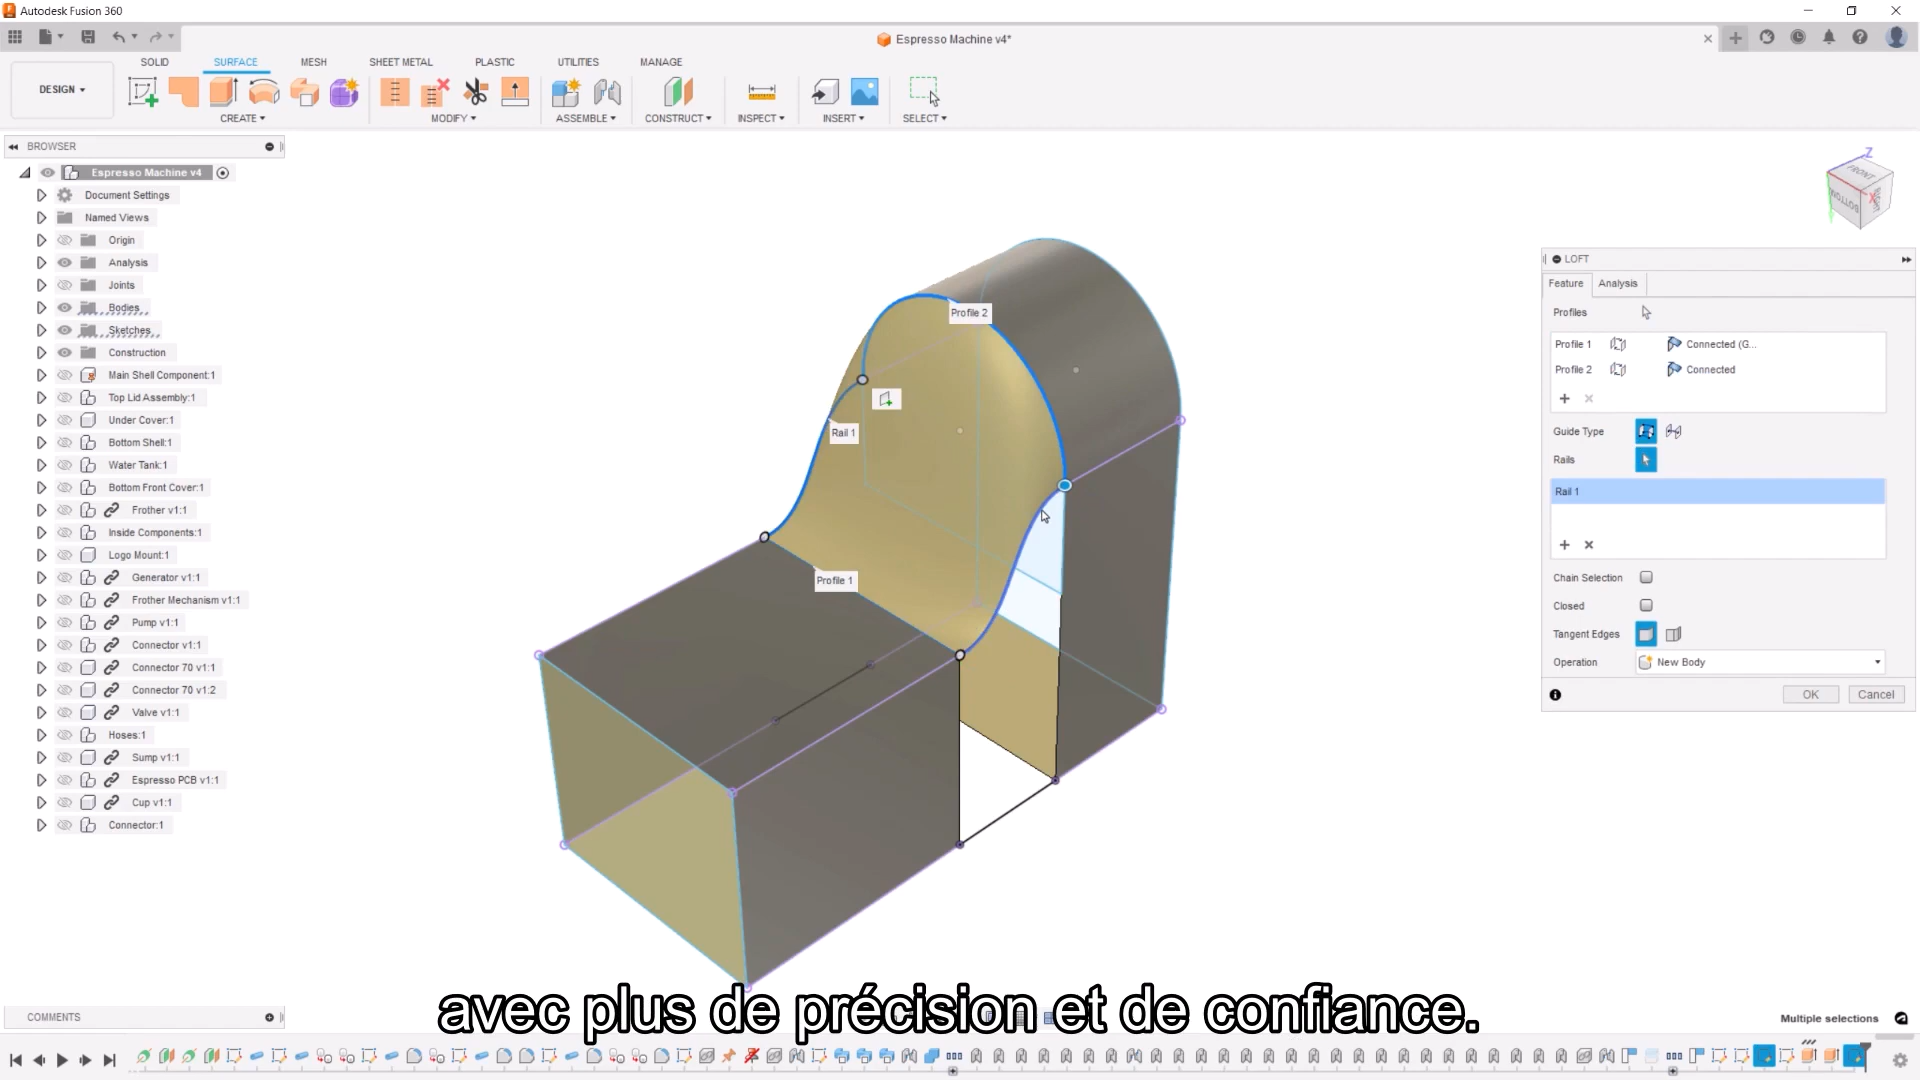 Autodesk Fusion 360
Espresso Machine v4*
SOLID
SURFACE
MESH
SHEET METAL
PLASTIC
UTILITIES
MANAGE
DESIGN
CREATE
MODIFY
ASSEMBLE
CONSTRUCT
INSPECT
INSERT
SELECT
BROWSER
Espresso Machine v4
Document Settings
Named Views
Origin
Analysis
Joints
Bodies
Sketches
Construction
Main Shell Component:1
Top Lid Assembly:1
Under Cover:1
Bottom Shell:1
Water Tank:1
Bottom Front Cover:1
Frother v1:1
Inside Components:1
Logo Mount:1
Generator v1:1
Frother Mechanism v1:1
Pump v1:1
Connector v1:1
Connector 70 v1:1
Connector 70 v1:2
Valve v1:1
Hoses:1
Sump v1:1
Espresso PCB v1:1
Cup v1:1
Connector:1
Profile 2
Rail 1
Profile 1
Z
FRONT
BOTTOM
RIGHT
X
LOFT
Feature
Analysis
Profiles
Profile 1 Connected (G...
Profile 2 Connected
Guide Type
Rails
Rail 1
Chain Selection
Closed
Tangent Edges
Operation New Body
OK
Cancel
COMMENTS
Multiple selections
avec plus de précision et de confiance.